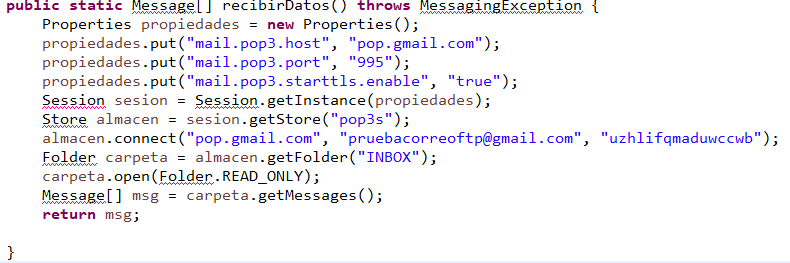 public static Message[] recibirDatos() throws MessagingException {
Properties propiedades = new Properties();
propiedades.put("mail.pop3.host", "pop.gmail.com");
propiedades.put("mail.pop3.port", "995");
propiedades.put("mail.pop3.starttls.enable", "true");
Session sesion = Session.getInstance(propiedades);
Store almacen = sesion.getStore("pop3s");
almacen.connect("pop.gmail.com", "pruebacorreoftp@gmail.com", "uzhlifqmaduwccwb");
Folder carpeta = almacen.getFolder("INBOX");
carpeta.open(Folder.READ_ONLY);
Message[] msg = carpeta.getMessages();
return msg;
}